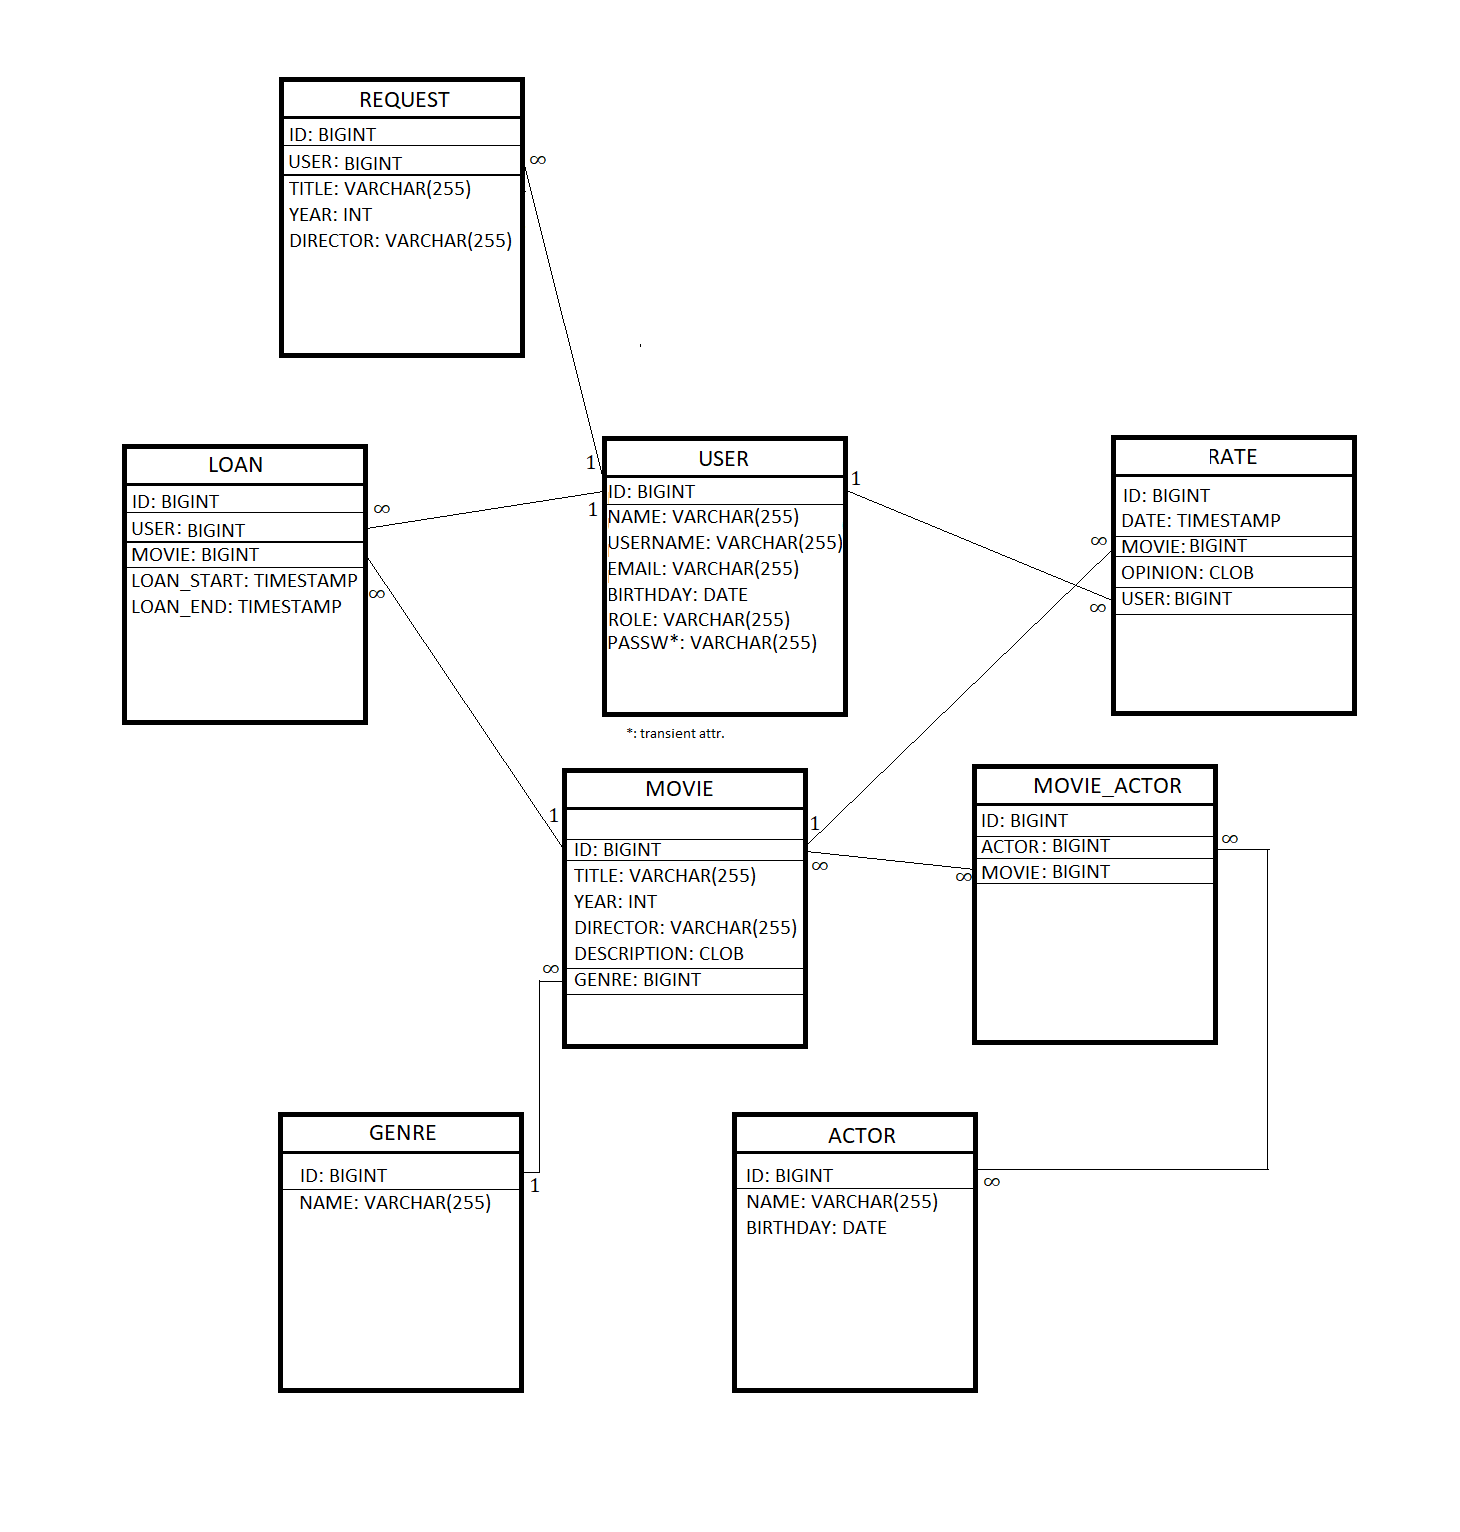 REQUEST
ID: BIGINT
USER: BIGINT
TITLE: VARCHAR(255)
YEAR: INT
DIRECTOR: VARCHAR(255)
∞
1
LOAN
ID: BIGINT
USER: BIGINT
MOVIE: BIGINT
LOAN_START: TIMESTAMP
LOAN_END: TIMESTAMP
∞
∞
1
USER
ID: BIGINT
NAME: VARCHAR(255)
USERNAME: VARCHAR(255)
EMAIL: VARCHAR(255)
BIRTHDAY: DATE
ROLE: VARCHAR(255)
PASSW*: VARCHAR(255)
*: transient attr.
1
RATE
ID: BIGINT
DATE: TIMESTAMP
MOVIE: BIGINT
OPINION: CLOB
USER: BIGINT
∞
∞
MOVIE
ID: BIGINT
TITLE: VARCHAR(255)
YEAR: INT
DIRECTOR: VARCHAR(255)
DESCRIPTION: CLOB
GENRE: BIGINT
1
1
∞
∞
MOVIE_ACTOR
ID: BIGINT
ACTOR: BIGINT
MOVIE: BIGINT
∞
∞
GENRE
ID: BIGINT
NAME: VARCHAR(255)
1
ACTOR
ID: BIGINT
NAME: VARCHAR(255)
BIRTHDAY: DATE
∞